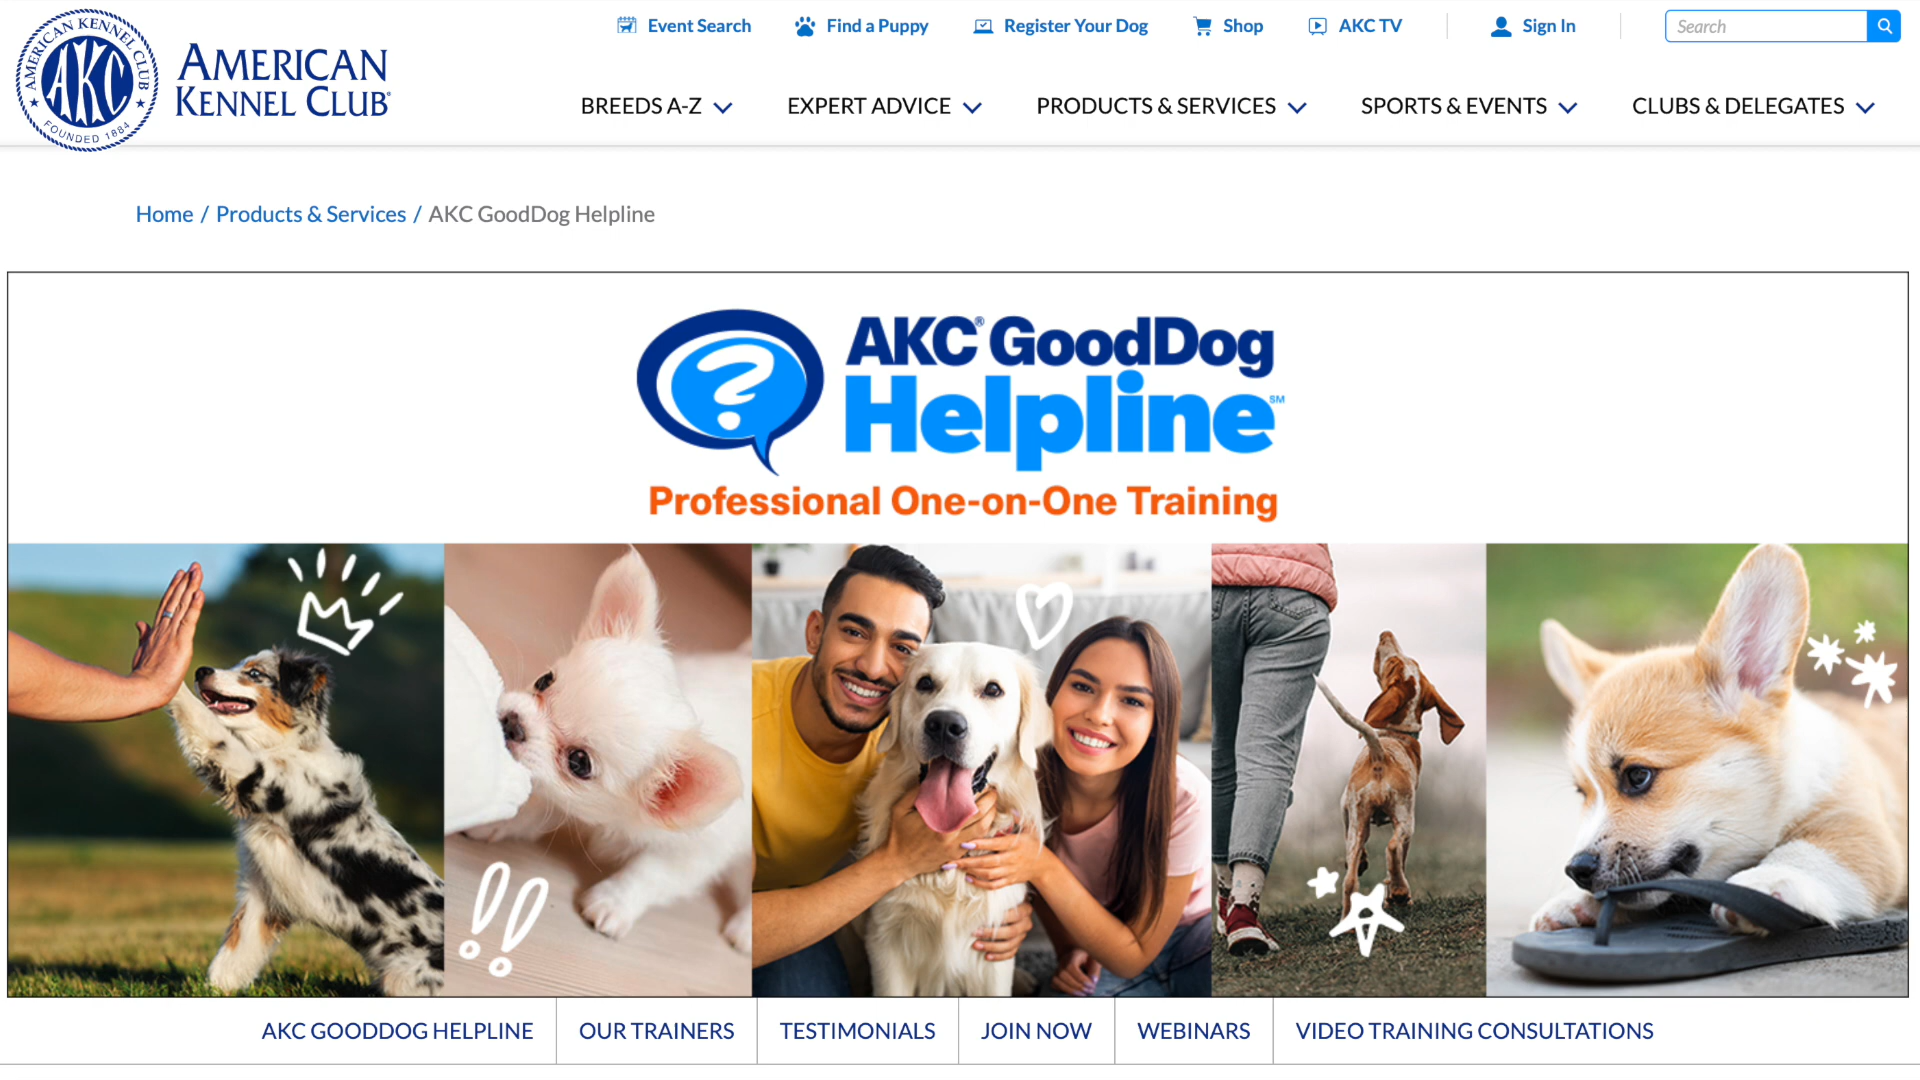 AMERICAN KENNEL CLUB
AKC
FOUNDED 1884
AMERICAN
KENNEL CLUB®
Event Search
Find a Puppy
Register Your Dog
Shop
AKC TV
Sign In
Search
BREEDS A-Z
EXPERT ADVICE
PRODUCTS & SERVICES
SPORTS & EVENTS
CLUBS & DELEGATES
Home / Products & Services / AKC GoodDog Helpline
?
AKC® GoodDog
Helpline℠
Professional One-on-One Training
!!
AKC GOODDOG HELPLINE
OUR TRAINERS
TESTIMONIALS
JOIN NOW
WEBINARS
VIDEO TRAINING CONSULTATIONS